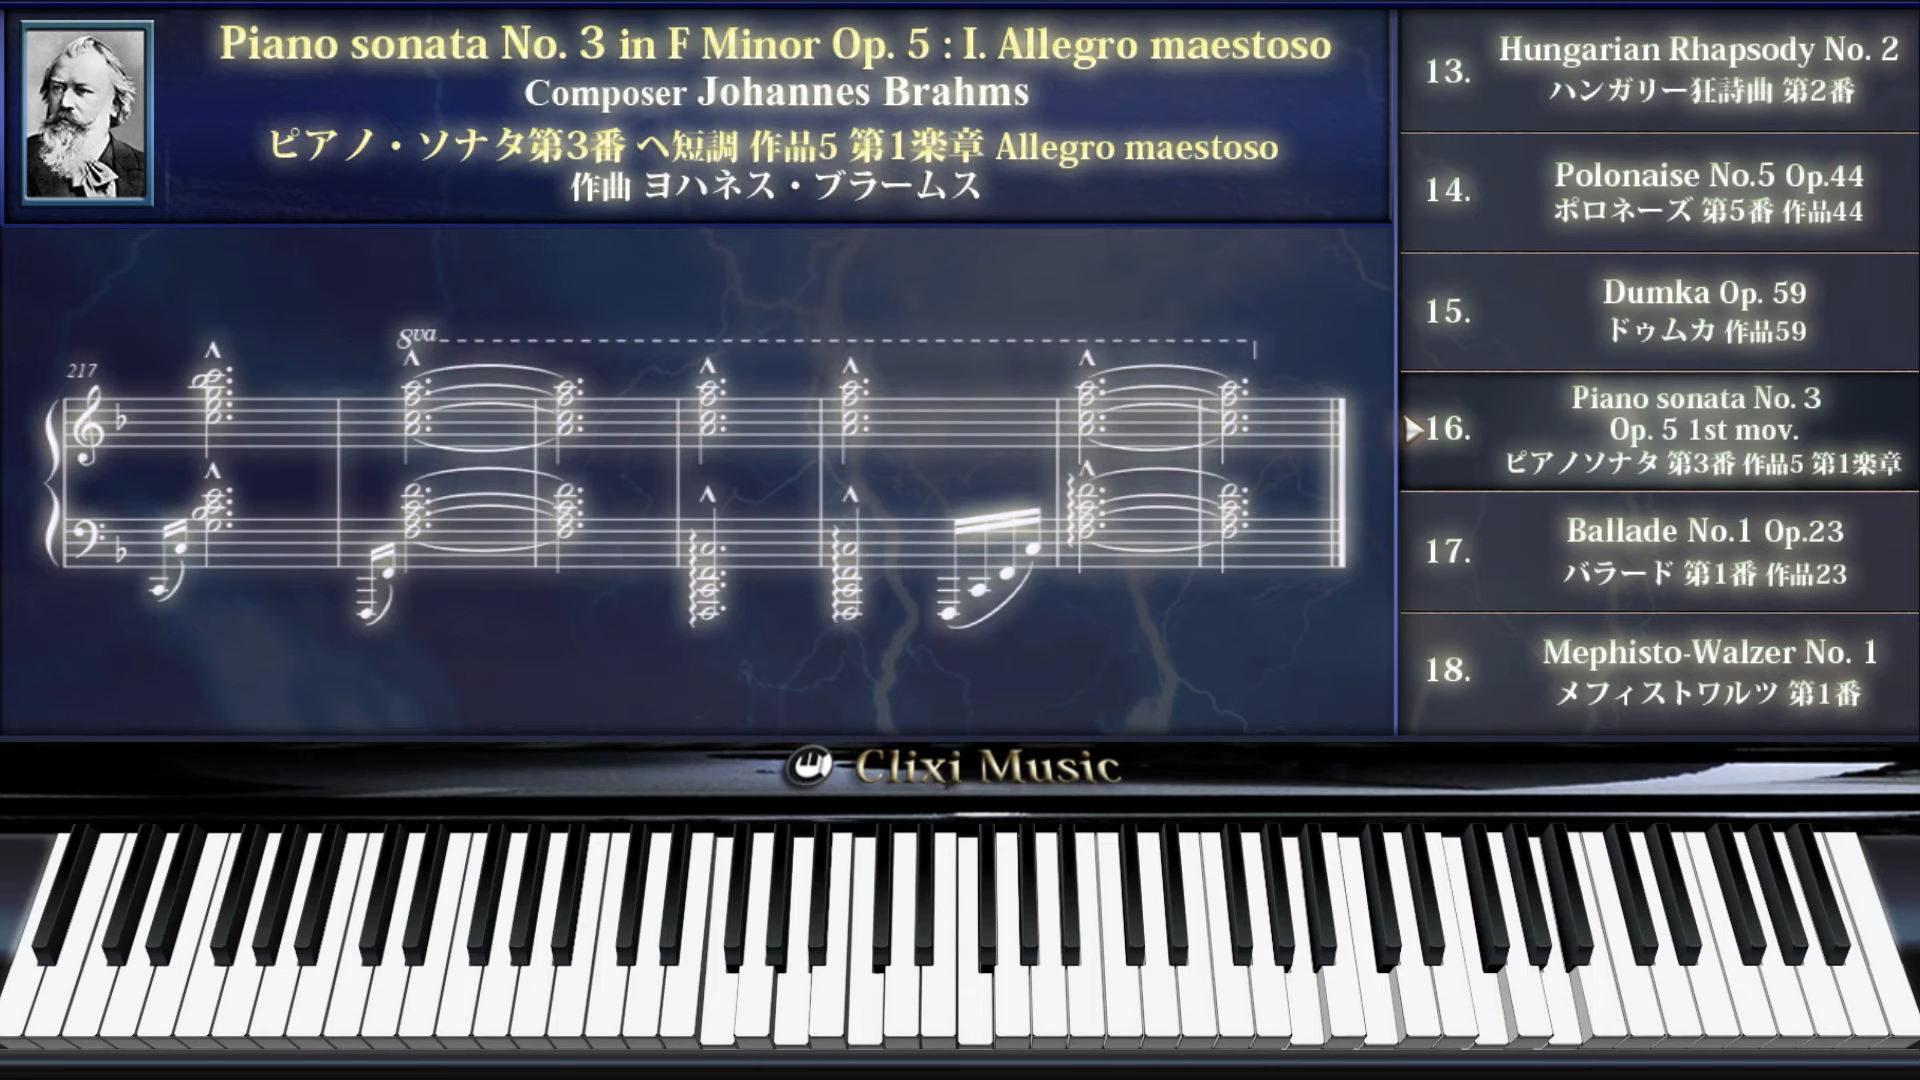 Piano sonata No. 3 in F Minor Op. 5 : I. Allegro maestoso
Composer Johannes Brahms
ピアノ・ソナタ第3番 ヘ短調 作品5 第1楽章 Allegro maestoso
作曲 ヨハネス・ブラームス
217
8va
13.
Hungarian Rhapsody No. 2
ハンガリー狂詩曲 第2番
14.
Polonaise No.5 Op.44
ポロネーズ 第5番 作品44
15.
Dumka Op. 59
ドゥムカ 作品59
16.
Piano sonata No. 3
Op. 5 1st mov.
ピアノソナタ 第3番 作品5 第1楽章
17.
Ballade No.1 Op.23
バラード 第1番 作品23
18.
Mephisto-Walzer No. 1
メフィストワルツ 第1番
Clixi Music